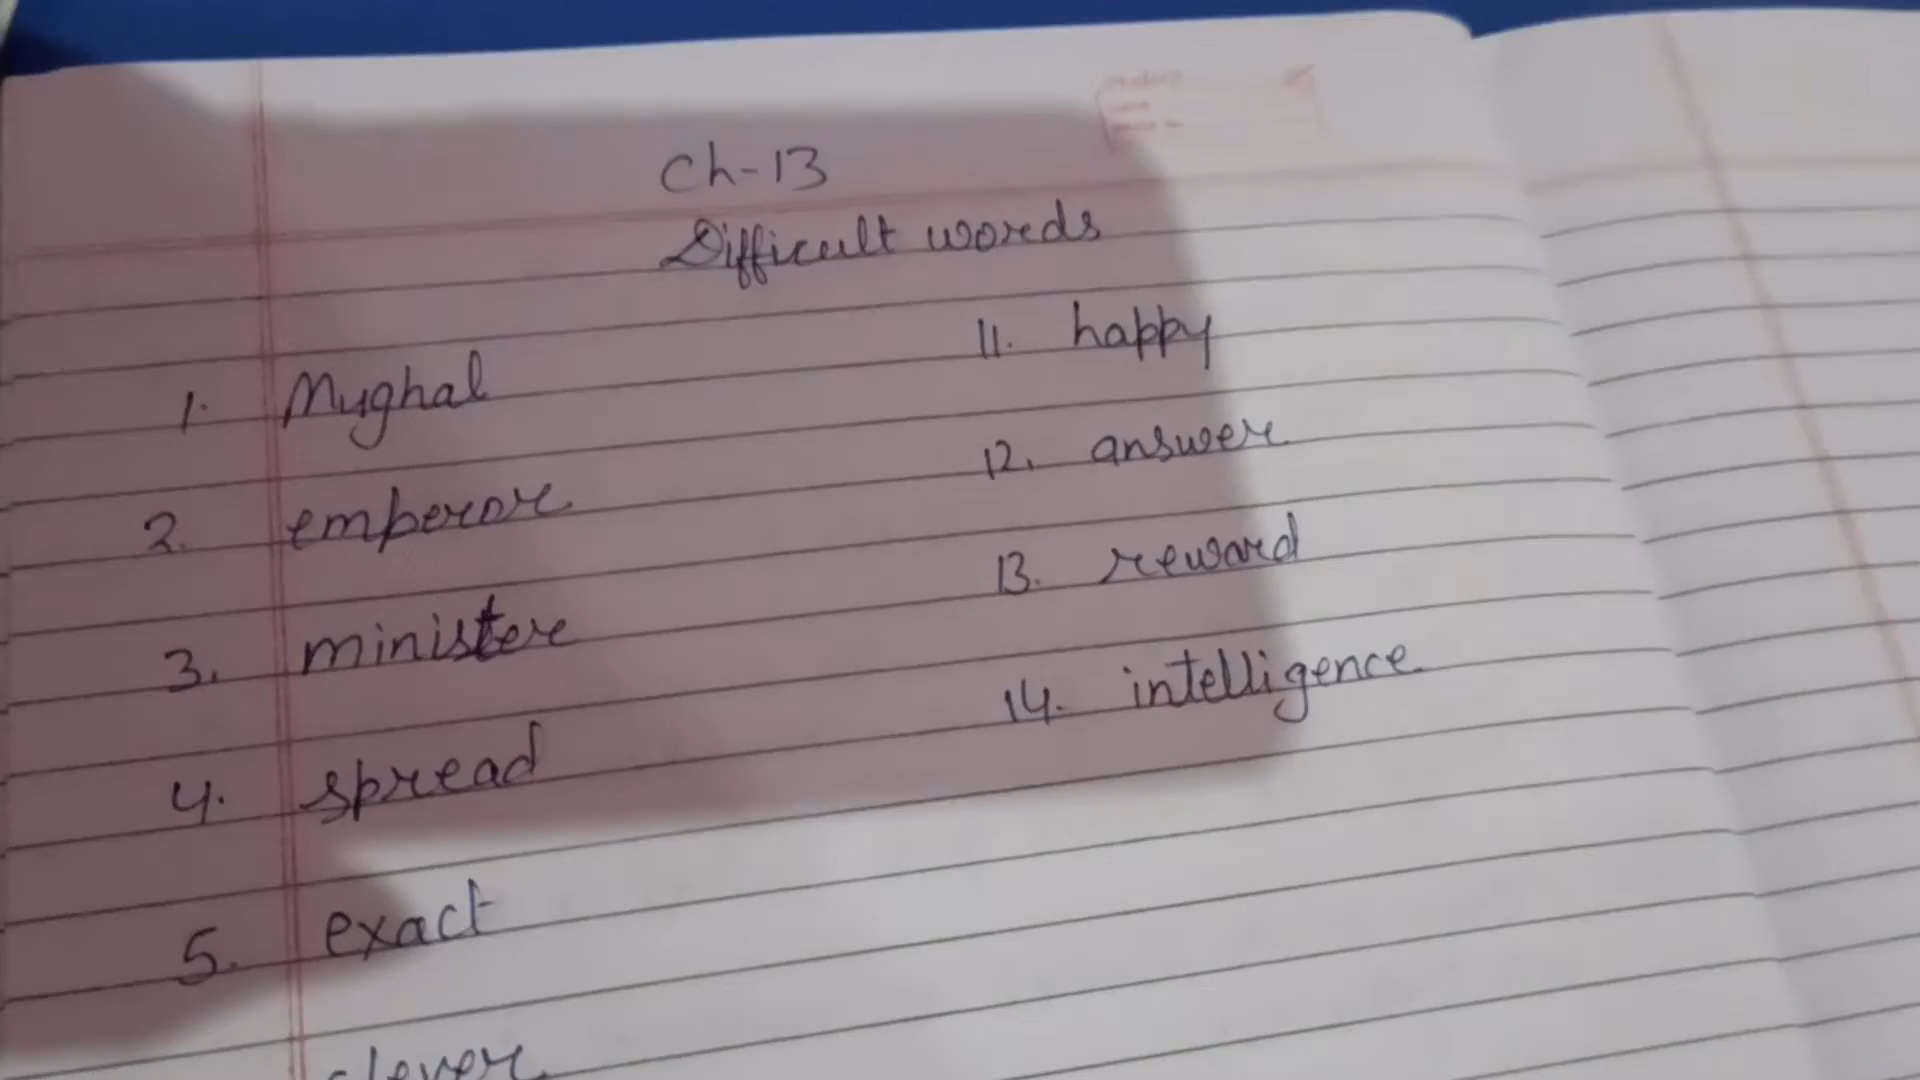 Ch-13
Difficult words
1. Mughal
2. emperor
3. minister
4. spread
5. exact
clever
11. happy
12. answer
13. reward
14. intelligence